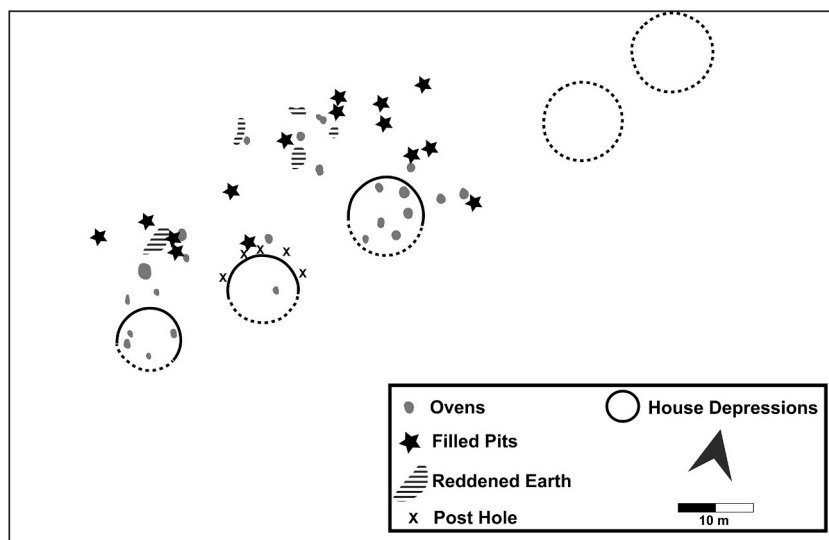 x
x
x
x
x
Ovens
House Depressions
Filled Pits
Reddened Earth
x Post Hole
10 m